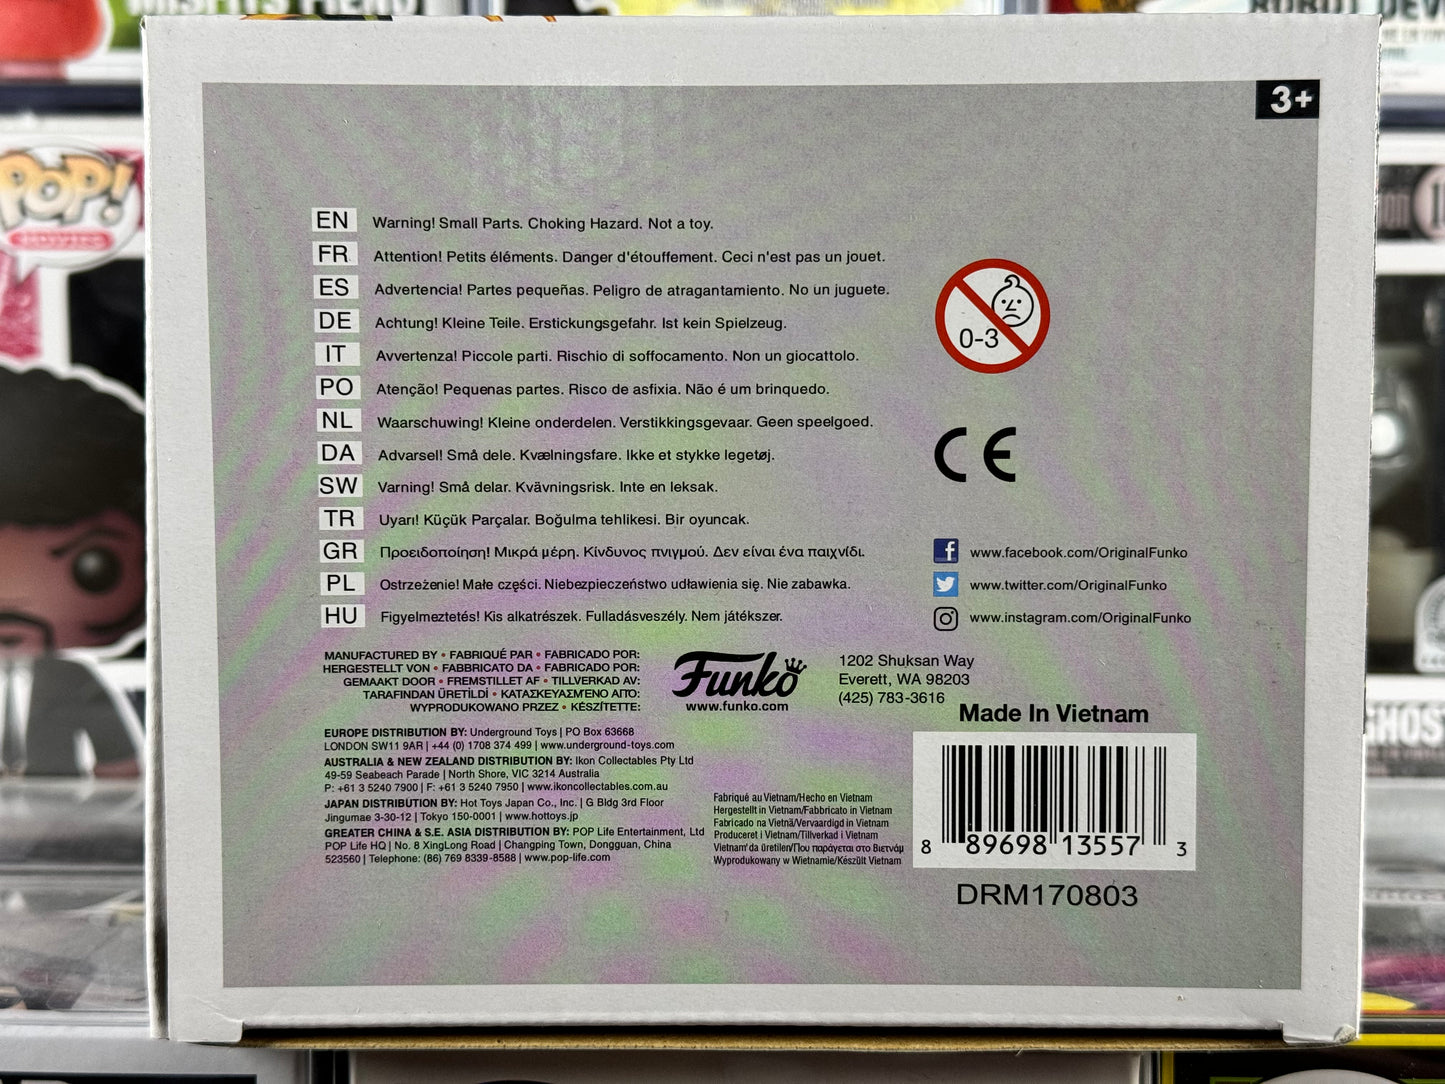 MISFITS FIEND
ROBOT DEV
3+
POP!
MOVIES
EN Warning! Small Parts. Choking Hazard. Not a toy.
FR Attention! Petits éléments. Danger d'étouffement. Ceci n'est pas un jouet.
ES Advertencia! Partes pequeñas. Peligro de atragantamiento. No un juguete.
DE Achtung! Kleine Teile. Erstickungsgefahr. Ist kein Spielzeug.
IT Avvertenza! Piccole parti. Rischio di soffocamento. Non un giocattolo.
PO Atenção! Pequenas partes. Risco de asfixia. Não é um brinquedo.
NL Waarschuwing! Kleine onderdelen. Verstikkingsgevaar. Geen speelgoed.
DA Advarsel! Små dele. Kvælningsfare. Ikke et stykke legetøj.
SW Varning! Små delar. Kvävningsrisk. Inte en leksak.
TR Uyarı! Küçük Parçalar. Boğulma tehlikesi. Bir oyuncak.
GR Προειδοποίηση! Μικρά μέρη. Κίνδυνος πνιγμού. Δεν είναι ένα παιχνίδι.
PL Ostrzeżenie! Małe części. Niebezpieczeństwo udławienia się. Nie zabawka.
HU Figyelmeztetés! Kis alkatrészek. Fulladásveszély. Nem játékszer.
0-3
CE
www.facebook.com/OriginalFunko
www.twitter.com/OriginalFunko
www.instagram.com/OriginalFunko
MANUFACTURED BY • FABRIQUÉ PAR • FABRICADO POR:
HERGESTELLT VON • FABBRICATO DA • FABRICADO POR:
GEMAAKT DOOR • FREMSTILLET AF • TILLVERKAD AV:
TARAFINDAN ÜRETİLDİ • ΚΑΤΑΣΚΕΥΑΣΜΈΝΟ ΑΠΌ:
WYPRODUKOWANO PRZEZ • KÉSZÍTETTE:
Funko
www.funko.com
1202 Shuksan Way
Everett, WA 98203
(425) 783-3616
Made In Vietnam
EUROPE DISTRIBUTION BY: Underground Toys | PO Box 63668
LONDON SW11 9AR | +44 (0) 1708 374 499 | www.underground-toys.com
AUSTRALIA & NEW ZEALAND DISTRIBUTION BY: Ikon Collectables Pty Ltd
49-59 Seabeach Parade | North Shore, VIC 3214 Australia
P: +61 3 5240 7900 | F: +61 3 5240 7950 | www.ikoncollectables.com.au
JAPAN DISTRIBUTION BY: Hot Toys Japan Co., Inc. | G Bldg 3rd Floor
Jingumae 3-30-12 | Tokyo 150-0001 | www.hottoys.jp
GREATER CHINA & S.E. ASIA DISTRIBUTION BY: POP Life Entertainment, Ltd
POP Life HQ | No. 8 XingLong Road | Changping Town, Dongguan, China
523560 | Telephone: (86) 769 8339-8588 | www.pop-life.com
Fabriqué au Vietnam/Hecho en Vietnam
Hergestellt in Vietnam/Fabbricato in Vietnam
Fabricado na Vietnã/Vervaardigd in Vietnam
Produceret i Vietnam/Tillverkad i Vietnam
Vietnam'da üretilen/Που παράγεται στο Βιετνάμ
Wyprodukowany w Wietnamie/Készült Vietnam
8 89698 13557 3
DRM170803
GHOS